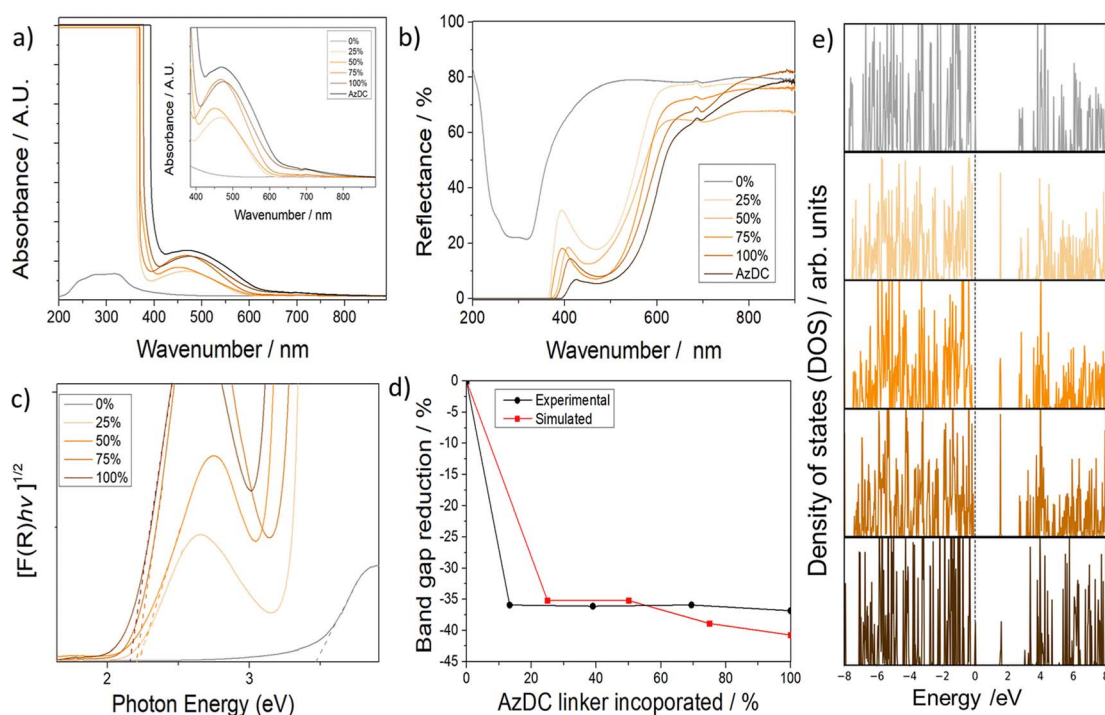 a)
Absorbance / A.U.
200 300 400 500 600 700 800
Wavenumber / nm
Absorbance / A.U.
0%
25%
50%
75%
100%
AzDC
400 500 600 700 800
Wavenumber / nm
b)
Reflectance / %
100
80
60
40
20
0
200 400 600 800
Wavenumber / nm
0%
25%
50%
75%
100%
AzDC
c)
[F(R)hν]1/2
0%
25%
50%
75%
100%
2 3
Photon Energy (eV)
d)
Band gap reduction / %
0
-5
-10
-15
-20
-25
-30
-35
-40
-45
Experimental
Simulated
0 20 40 60 80 100
AzDC linker incoporated / %
e)
Density of states (DOS) / arb. units
−8 −6 −4 −2 0 2 4 6 8
Energy /eV